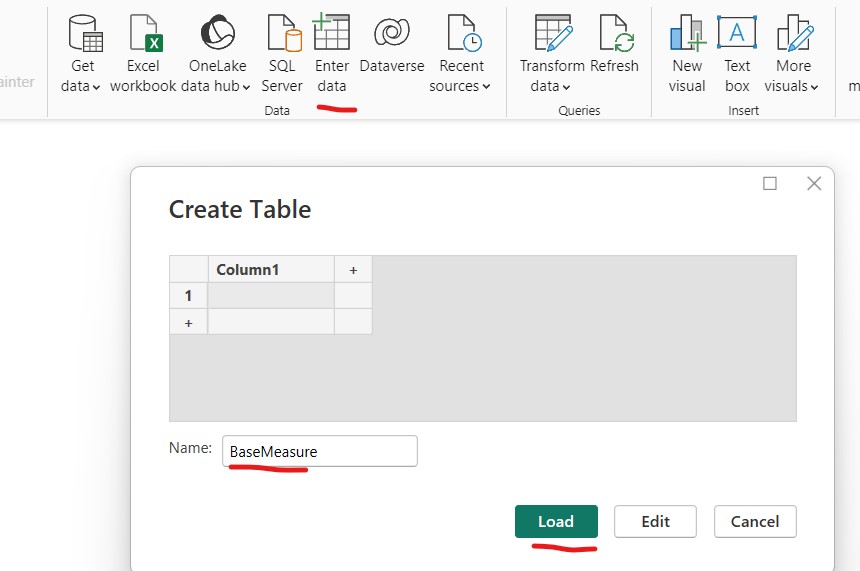 Get data
Excel workbook
OneLake data hub
SQL Server
Enter data
Dataverse
Recent sources
Transform data
Refresh
New visual
Text box
More visuals
ainter
m
Data
Queries
Insert
Create Table
Column1 +
1
+
Name: BaseMeasure
Load Edit Cancel